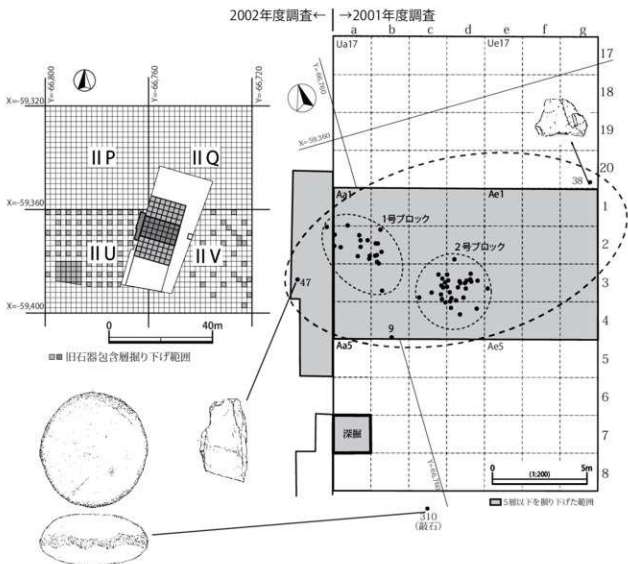 2002年度調査← →2001年度調査
Y=-66,800
Y=-66,760
Y=-66,720
X=-59,320
X=-59,360
X=-59,400
ⅡP
ⅡQ
ⅡU
ⅡV
0 40m
旧石器包含層掘り下げ範囲
a b c d e f g
Ua17 Ue17
17
18
19
20
1
2
3
4
5
6
7
8
Y=-66,760
X=-59,380
38
Aa1 Ae1
1号ブロック
2号ブロック
47
9
Aa5 Ae5
深掘
0 5m
(1:200)
5層以下を掘り下げた範囲
310
(敲石)